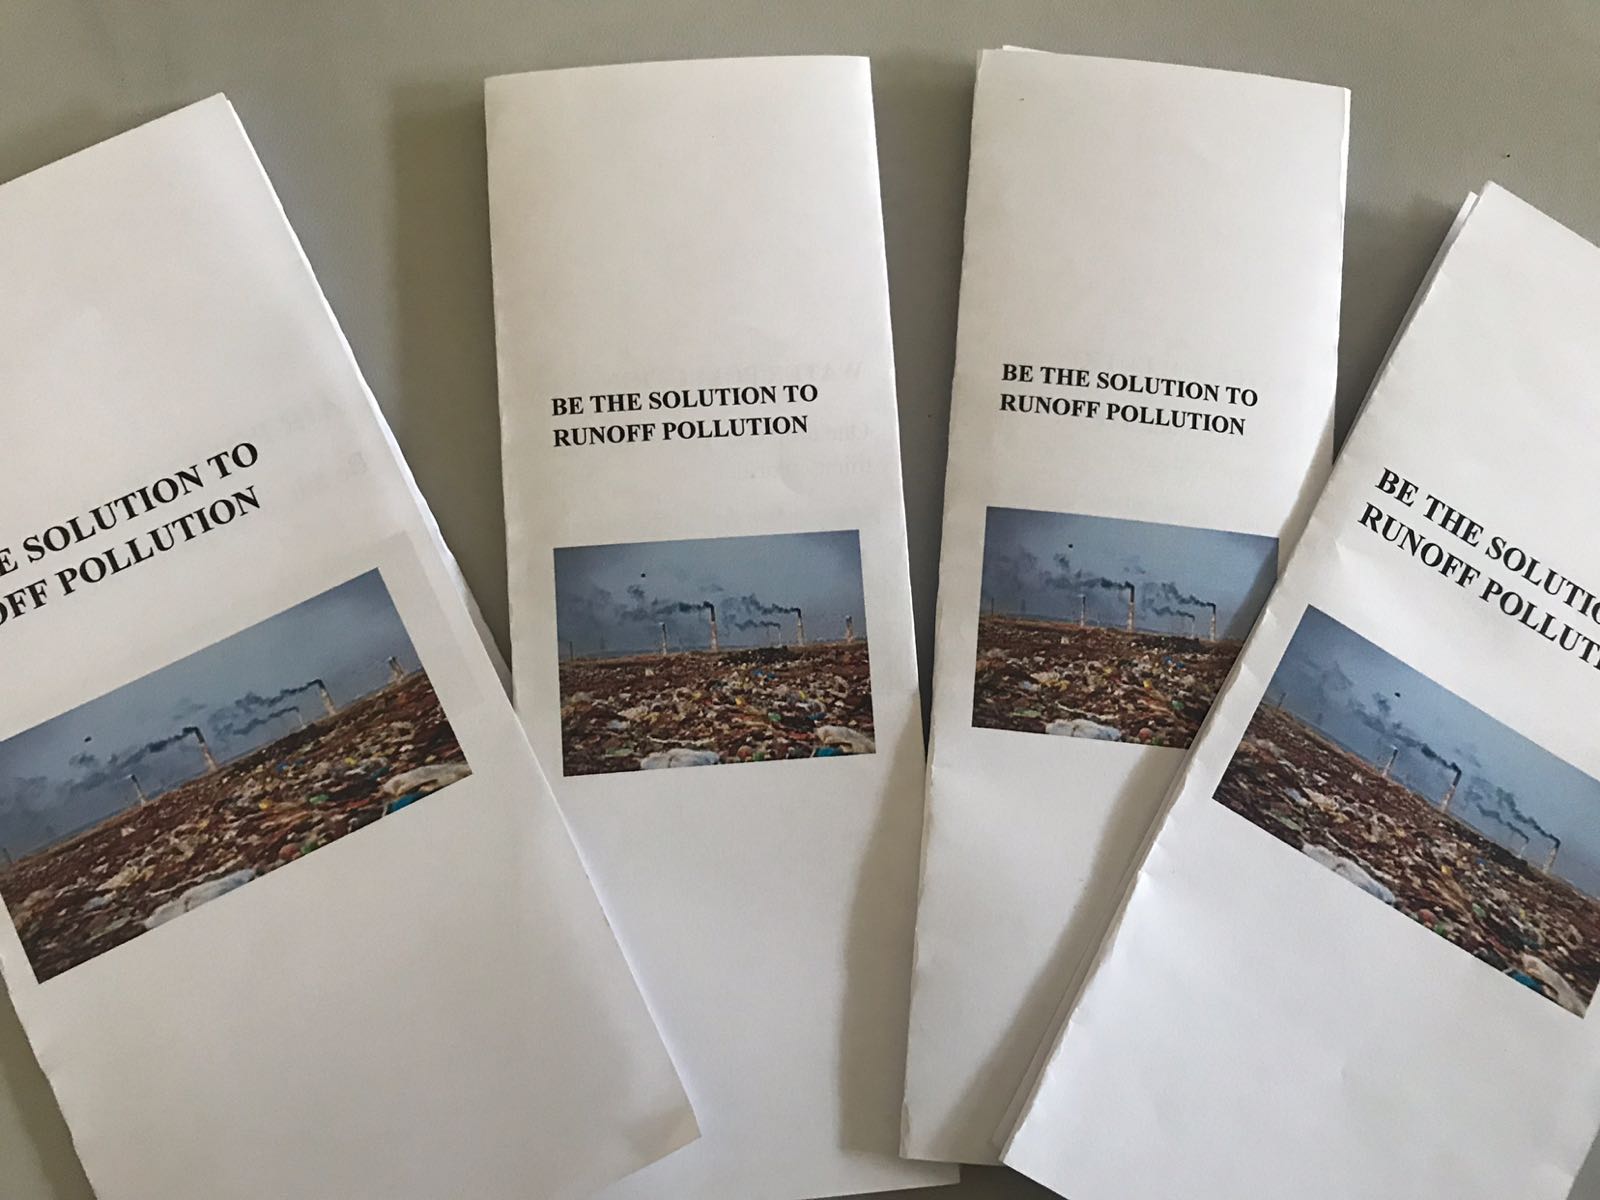 E SOLUTION TO
OFF POLLUTION
BE THE SOLUTION TO
RUNOFF POLLUTION
BE THE SOLUTION TO
RUNOFF POLLUTION
BE THE SOLUTIO
RUNOFF POLLUT